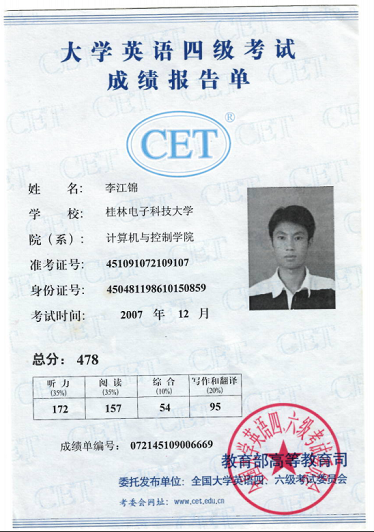 大学英语四级考试
成绩报告单
CET®
姓 名: 李江锦
学 校: 桂林电子科技大学
院(系): 计算机与控制学院
准考证号: 451091072109107
身份证号: 450481198610150859
考试时间: 2007 年 12 月
总分: 478
听力 阅读 综合 写作和翻译
(35%) (35%) (10%) (20%)
172 157 54 95
成绩单编号: 072145109006669
教育部高等教育司
委托发布单位: 全国大学英语四、六级考试委员会
考委会网址: www.cet.edu.cn
全国大学英语四、六级考试委员会